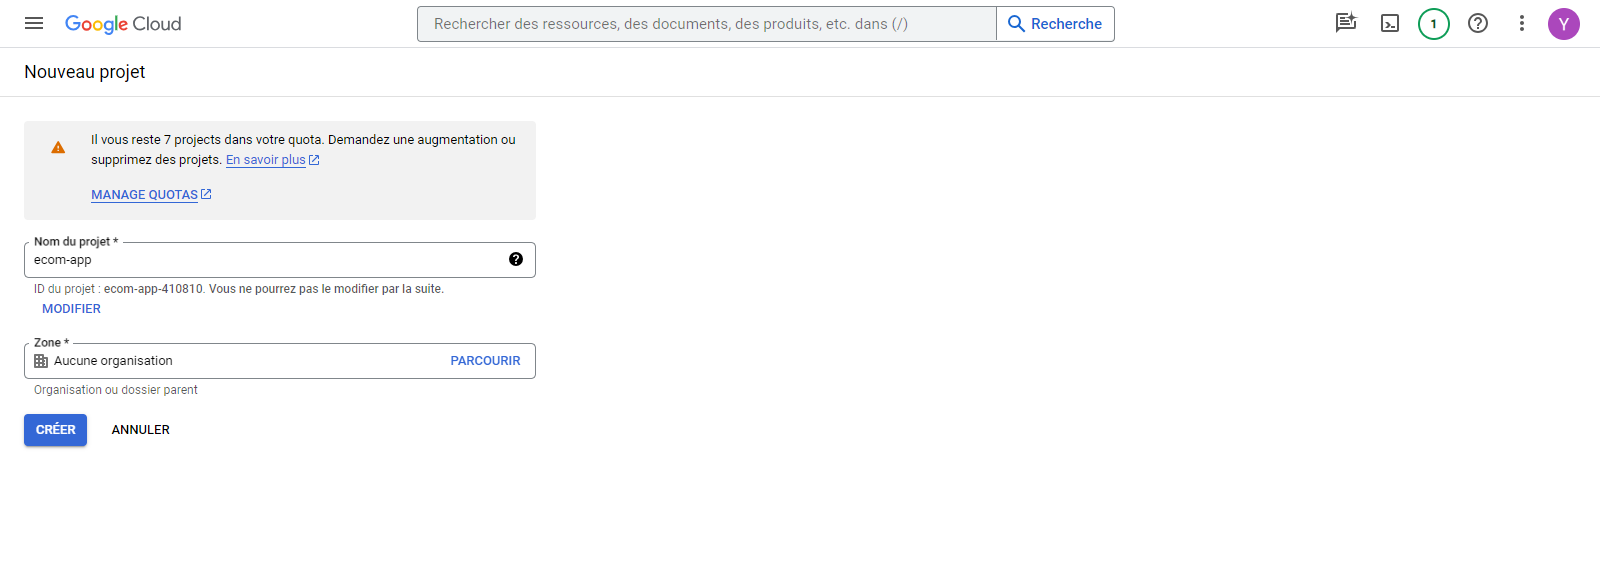 Google Cloud
Rechercher des ressources, des documents, des produits, etc. dans (/)
Recherche
1
Y
Nouveau projet
Il vous reste 7 projects dans votre quota. Demandez une augmentation ou
supprimez des projets. En savoir plus
MANAGE QUOTAS
Nom du projet *
ecom-app
ID du projet : ecom-app-410810. Vous ne pourrez pas le modifier par la suite.
MODIFIER
Zone *
Aucune organisation
PARCOURIR
Organisation ou dossier parent
CRÉER
ANNULER